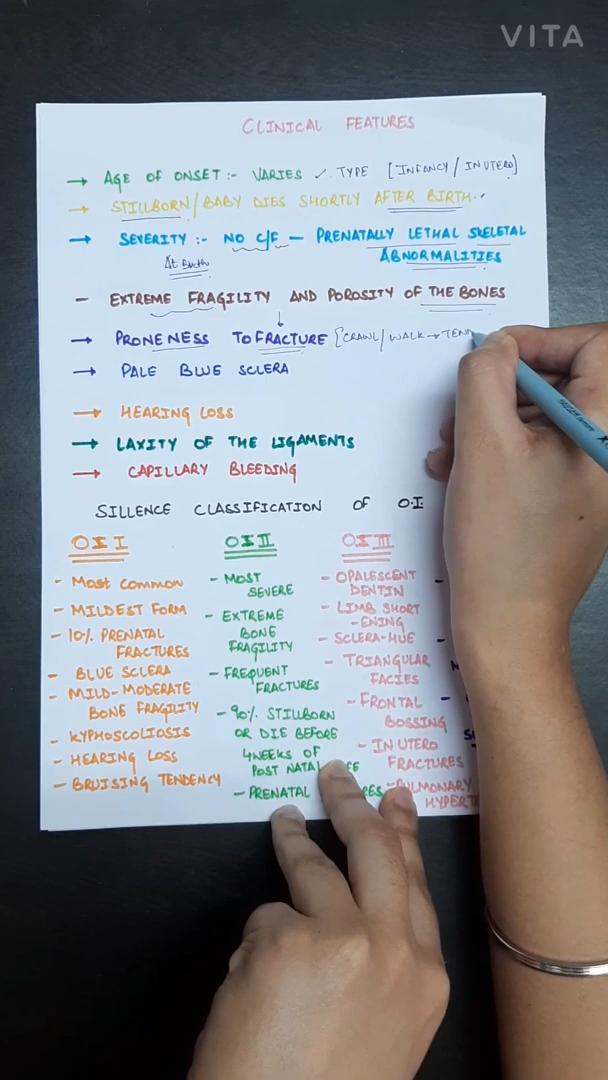 VITA
CLINICAL FEATURES
→ AGE OF ONSET :- VARIES ✓. TYPE [INFANCY / IN UTERO]
→ STILLBORN/BABY DIES SHORTLY AFTER BIRTH.
→ SEVERITY :- NO C/F — PRENATALLY LETHAL SKELETAL
At Birth ABNORMALITIES
- EXTREME FRAGILITY AND POROSITY OF THE BONES
→ PRONENESS TO FRACTURE [CRAWL / WALK → TEND
→ PALE BLUE SCLERA
→ HEARING LOSS
→ LAXITY OF THE LIGAMENTS
→ CAPILLARY BLEEDING
SILLENCE CLASSIFICATION OF O.I.
OI I
- MOST COMMON
- MILDEST FORM
- 10% PRENATAL
FRACTURES
- BLUE SCLERA
- MILD-MODERATE
BONE FRAGILITY
- KYPHOSCOLIOSIS
- HEARING LOSS
- BRUISING TENDENCY
OI II
- MOST
SEVERE
- EXTREME
BONE
FRAGILITY
- FREQUENT
FRACTURES
- 90% STILLBORN
OR DIE BEFORE
4 WEEKS OF
POST NATAL
- PRENATAL
OI III
- OPALESCENT
DENTIN
- LIMB SHORT
-ENING
- SCLERA-HUE
- TRIANGULAR
FACIES
- FRONTAL
BOSSING
- IN UTERO
FRACTURES
- PULMONARY
HYPERTE